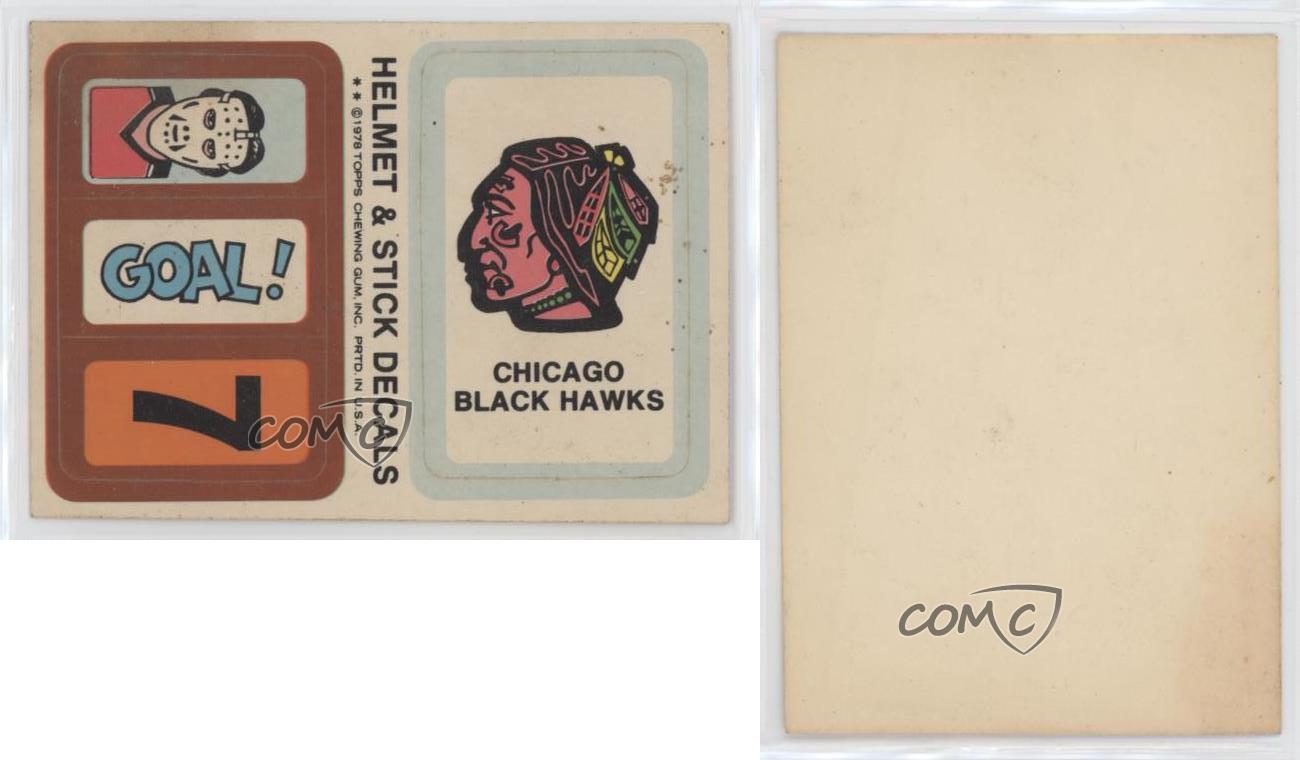 HELMET & STICK DECALS
** ©1978 TOPPS CHEWING GUM, INC. PRTD. IN U.S.A.
GOAL!
7
CHICAGO
BLACK HAWKS
COMC
COMC